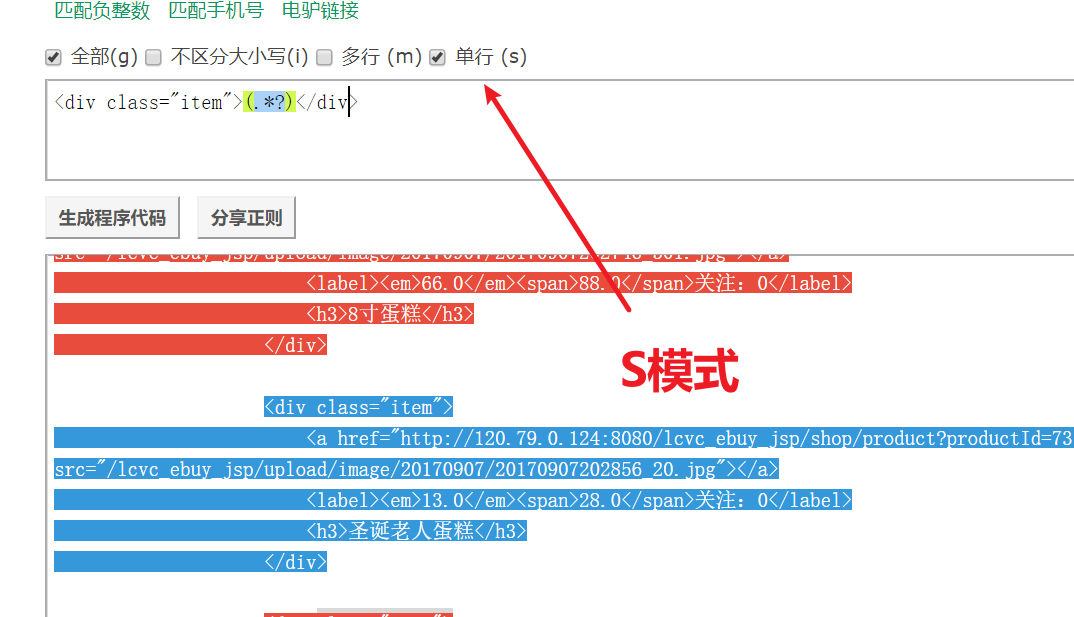 匹配负整数 匹配手机号 电驴链接
全部(g) 不区分大小写(i) 多行 (m) 单行 (s)
<div class="item">(.*?)</div>
生成程序代码 分享正则
<label><em>66.0</em><span>88.0</span>关注：0</label>
<h3>8寸蛋糕</h3>
</div>
S模式
<div class="item">
<a href="http://120.79.0.124:8080/lcvc_ebuy_jsp/shop/product?productId=73
src="/lcvc_ebuy_jsp/upload/image/20170907/20170907202856_20.jpg"></a>
<label><em>13.0</em><span>28.0</span>关注：0</label>
<h3>圣诞老人蛋糕</h3>
</div>